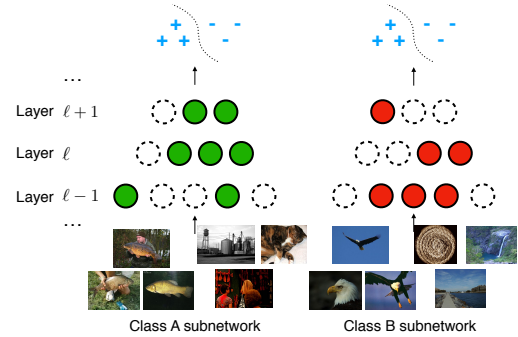 ...
Layer ℓ + 1
Layer ℓ
Layer ℓ − 1
...
Class A subnetwork
Class B subnetwork